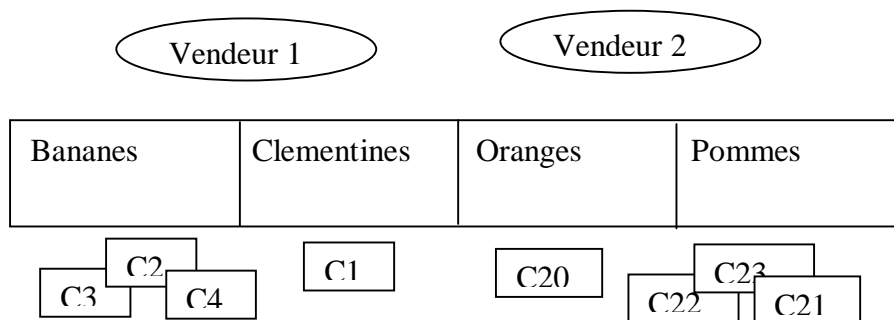 Vendeur 1
Vendeur 2
Bananes
Clementines
Oranges
Pommes
C2
C3
C4
C1
C20
C23
C22
C21